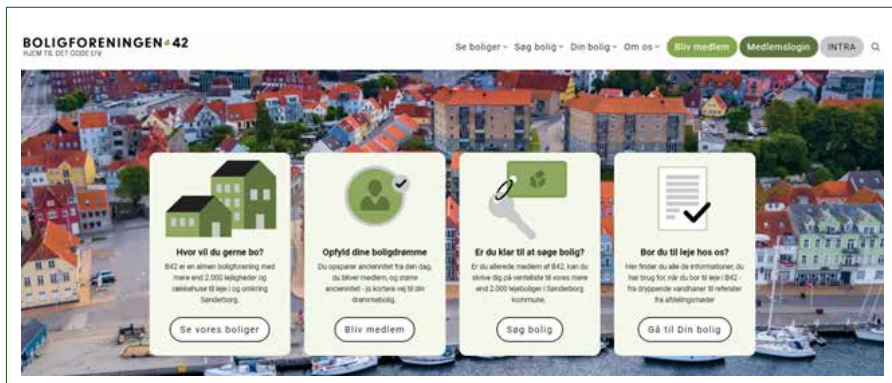 BOLIGFORENINGEN 42
HJEM TIL DET GODE LIV
Se boliger Søg bolig Din bolig Om os Bliv medlem Medlemslogin INTRA
Hvor vil du gerne bo?
B42 er en almen boligforening med
mere end 2.000 lejligheder og
rækkehuse til leje i og omkring
Sønderborg.
Se vores boliger
Opfyld dine boligdrømme
Du opsparer anciennitet fra den dag,
du bliver medlem, og større
anciennitet - jo kortere vej til din
drømmebolig.
Bliv medlem
Er du klar til at søge bolig?
Er du allerede medlem af B42, kan du
skrive dig på venteliste til vores mere
end 2.000 lejeboliger i Sønderborg
kommune.
Søg bolig
Bor du til leje hos os?
Her finder du alle de informationer, du
har brug for, når du bor til leje i B42 -
fra dryppende vandhaner til referater
fra afdelingsmøder
Gå til Din bolig